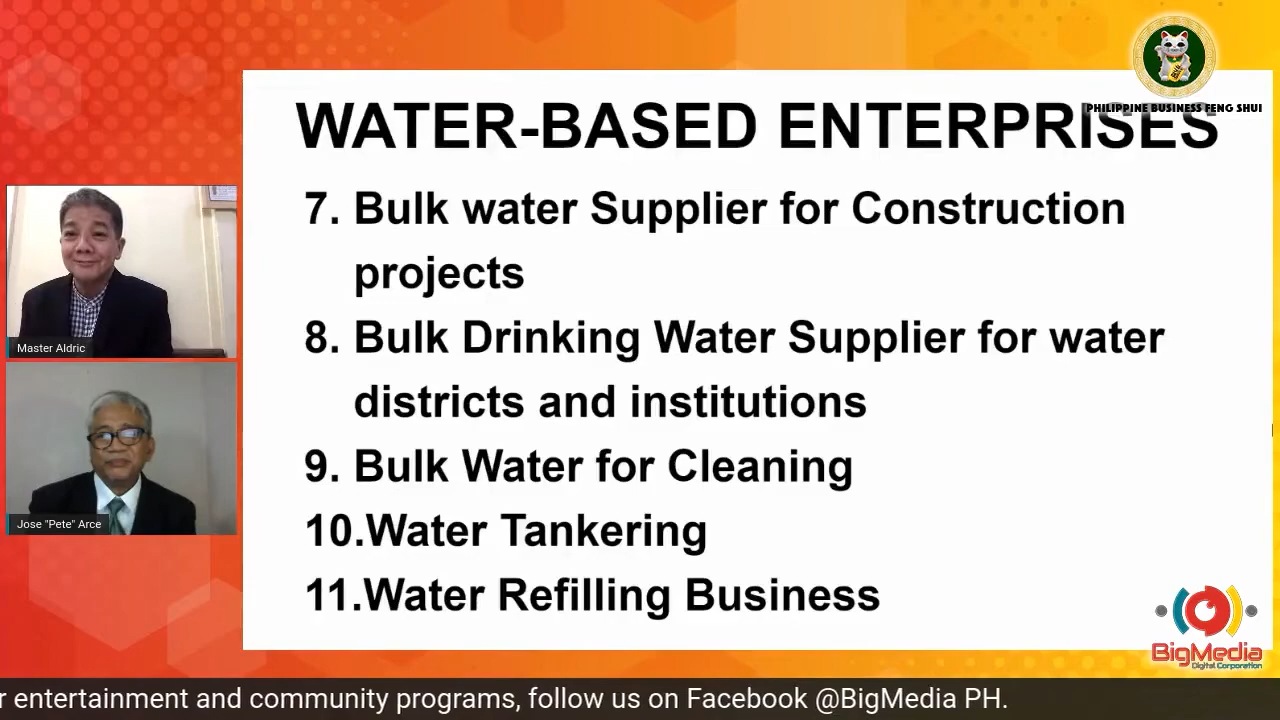 PHILIPPINE BUSINESS FENG SHUI
WATER-BASED ENTERPRISES
7. Bulk water Supplier for Construction
projects
8. Bulk Drinking Water Supplier for water
districts and institutions
9. Bulk Water for Cleaning
10.Water Tankering
11.Water Refilling Business
Master Aldric
Jose "Pete" Arce
BigMedia
Digital Corporation
r entertainment and community programs, follow us on Facebook @BigMedia PH.